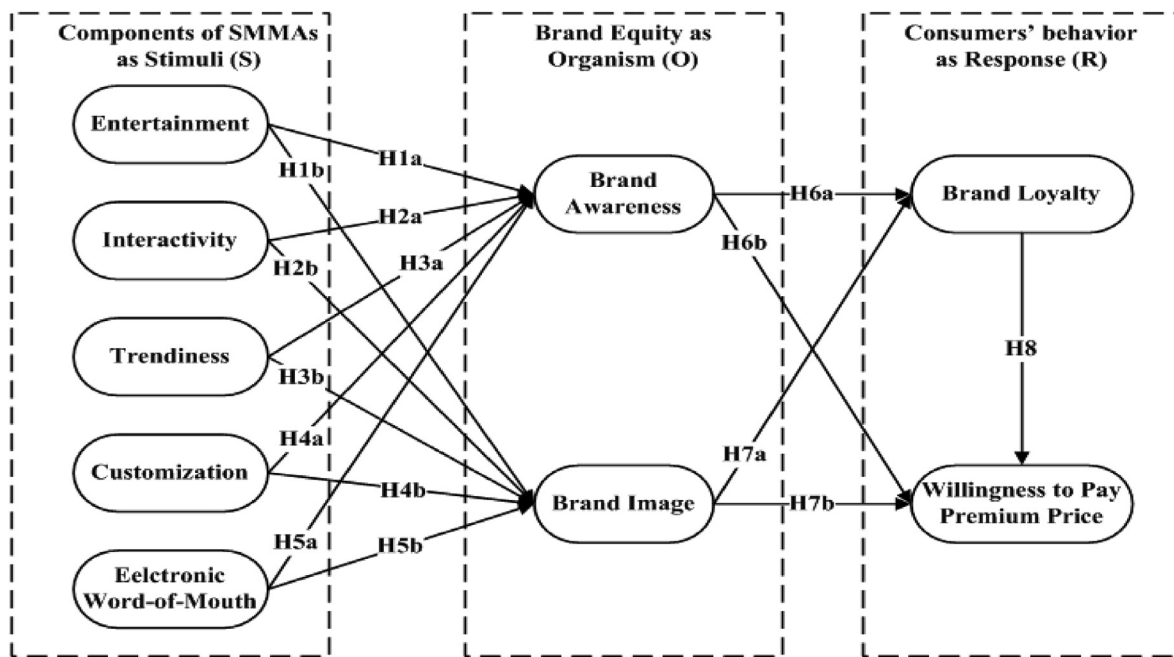 Components of SMMAs
as Stimuli (S)
Brand Equity as
Organism (O)
Consumers’ behavior
as Response (R)
Entertainment
Interactivity
Trendiness
Customization
Eelctronic
Word-of-Mouth
H1a
H1b
H2a
H2b
H3a
H3b
H4a
H4b
H5a
H5b
Brand
Awareness
Brand Image
H6a
H6b
H7a
H7b
Brand Loyalty
H8
Willingness to Pay
Premium Price